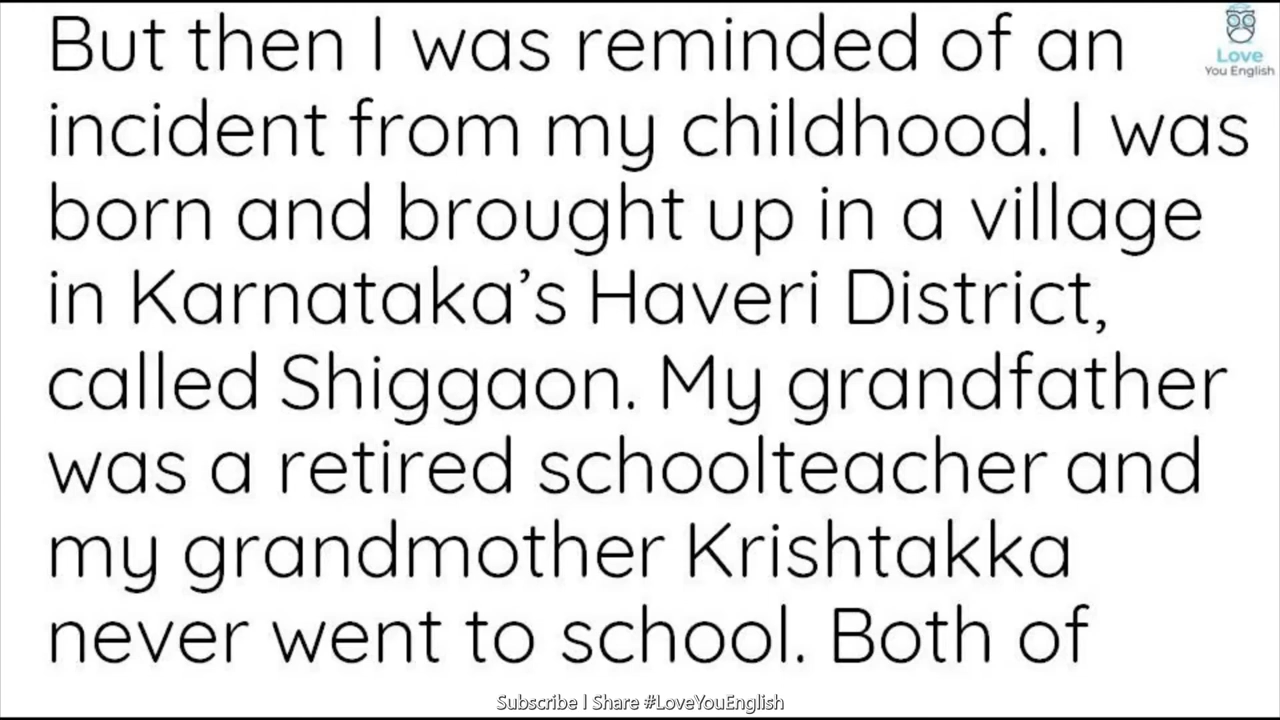 But then I was reminded of an
incident from my childhood. I was
born and brought up in a village
in Karnataka's Haveri District,
called Shiggaon. My grandfather
was a retired schoolteacher and
my grandmother Krishtakka
never went to school. Both of
Love
You English
Subscribe l Share #LoveYouEnglish